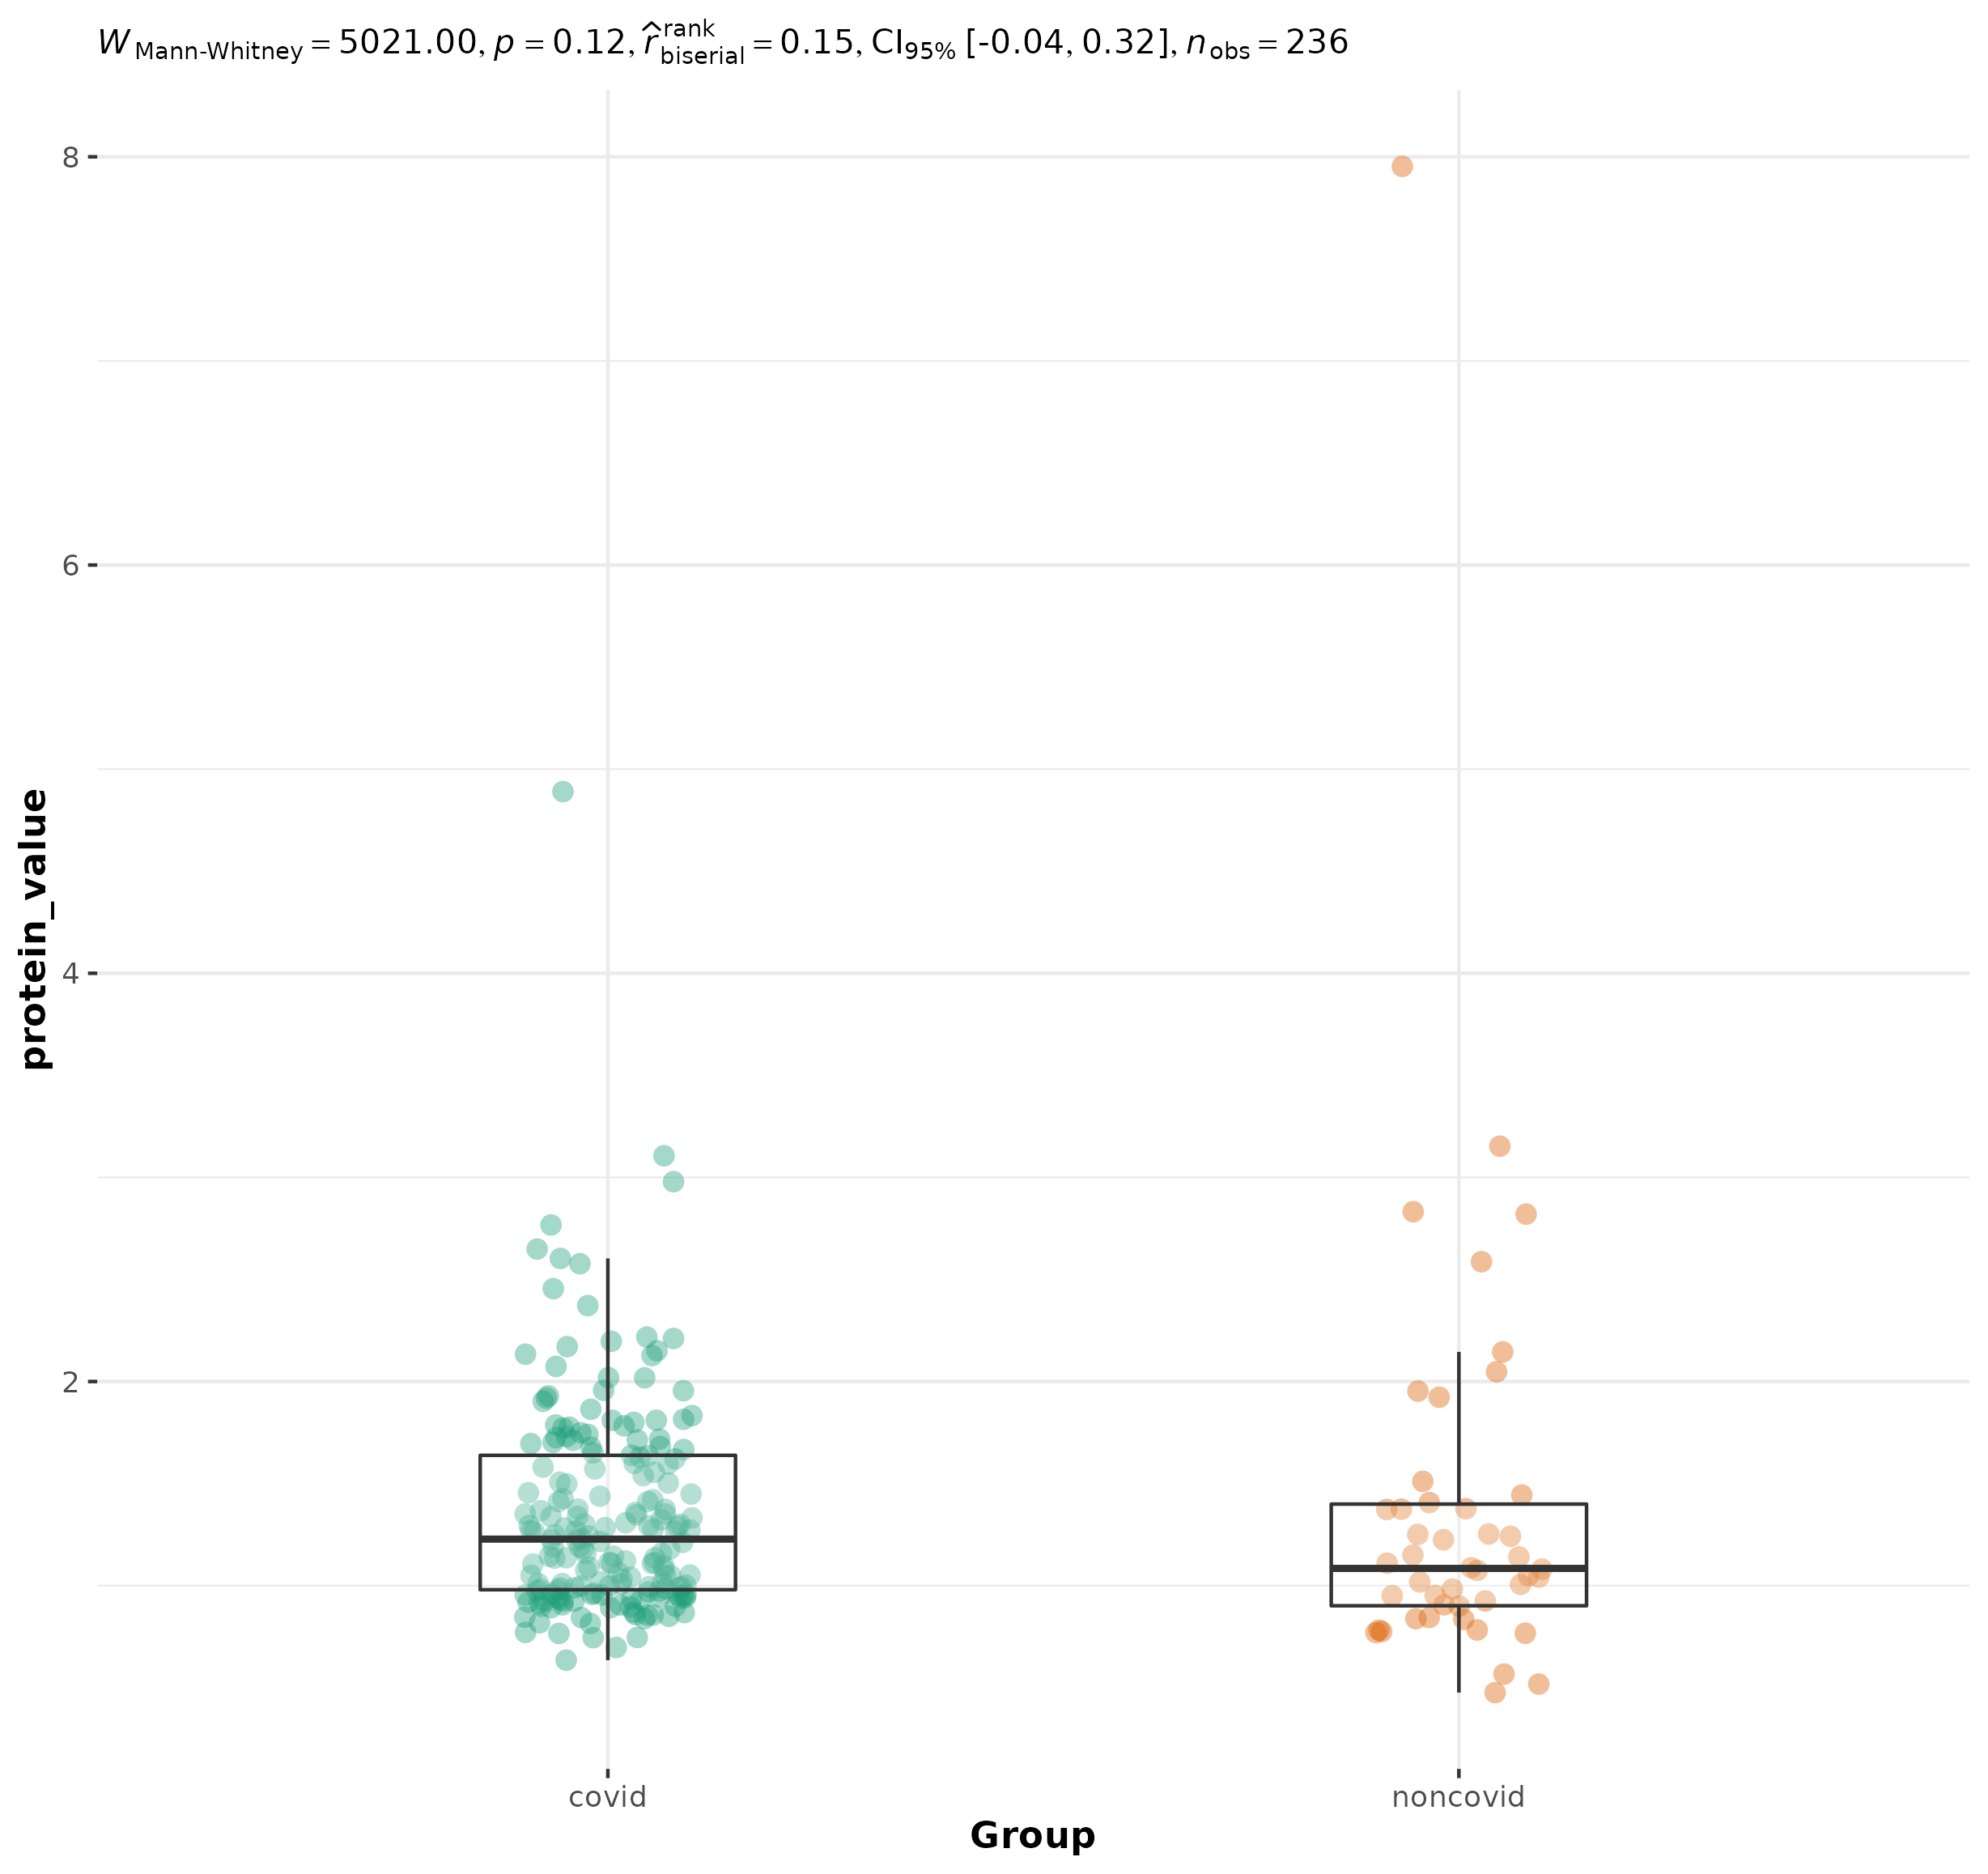 W Mann-Whitney = 5021.00, p = 0.12, r̂ rank biserial = 0.15, CI95% [-0.04, 0.32], nobs = 236
8
6
4
2
protein_value
covid noncovid
Group